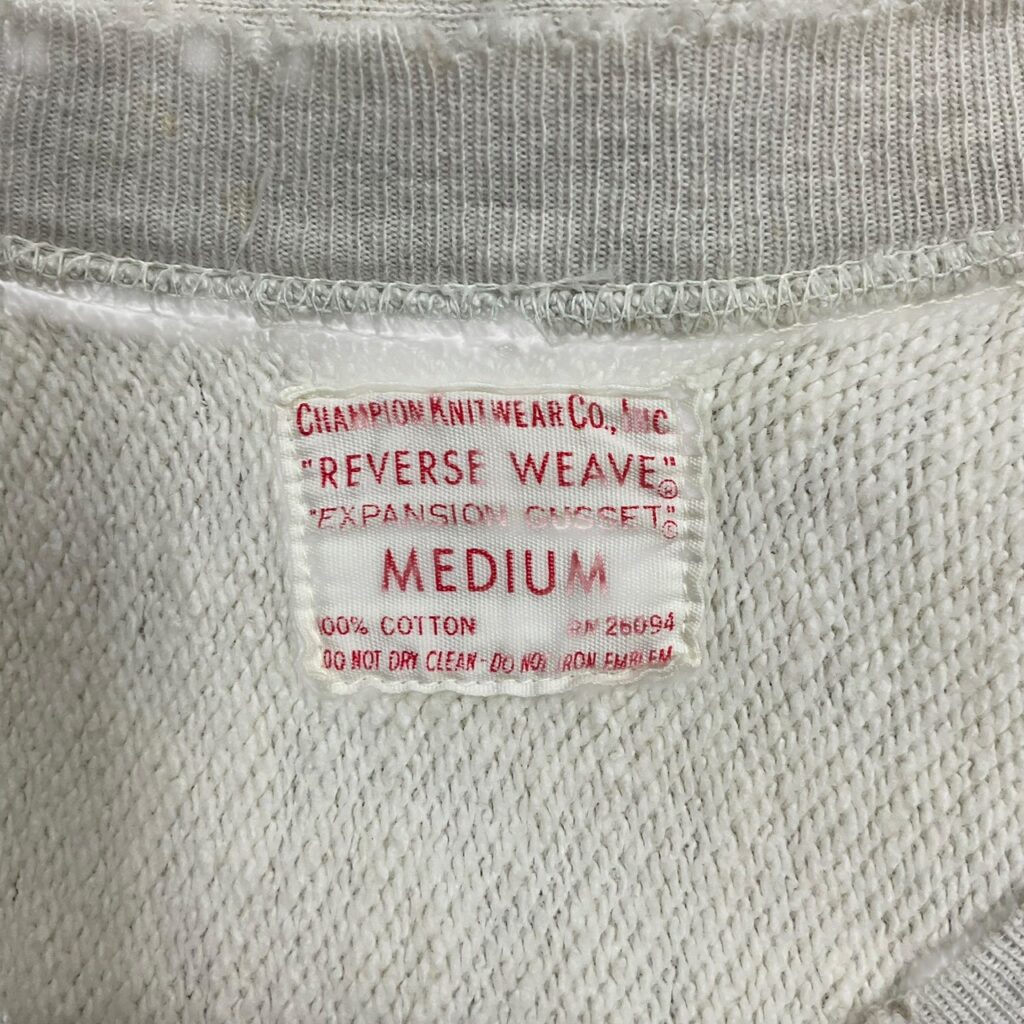 CHAMPION KNITWEAR CO., INC
"REVERSE WEAVE" ®
"EXPANSION GUSSET" ©
MEDIUM
100% COTTON RN 26094
DO NOT DRY CLEAN - DO NOT IRON EMBLEM